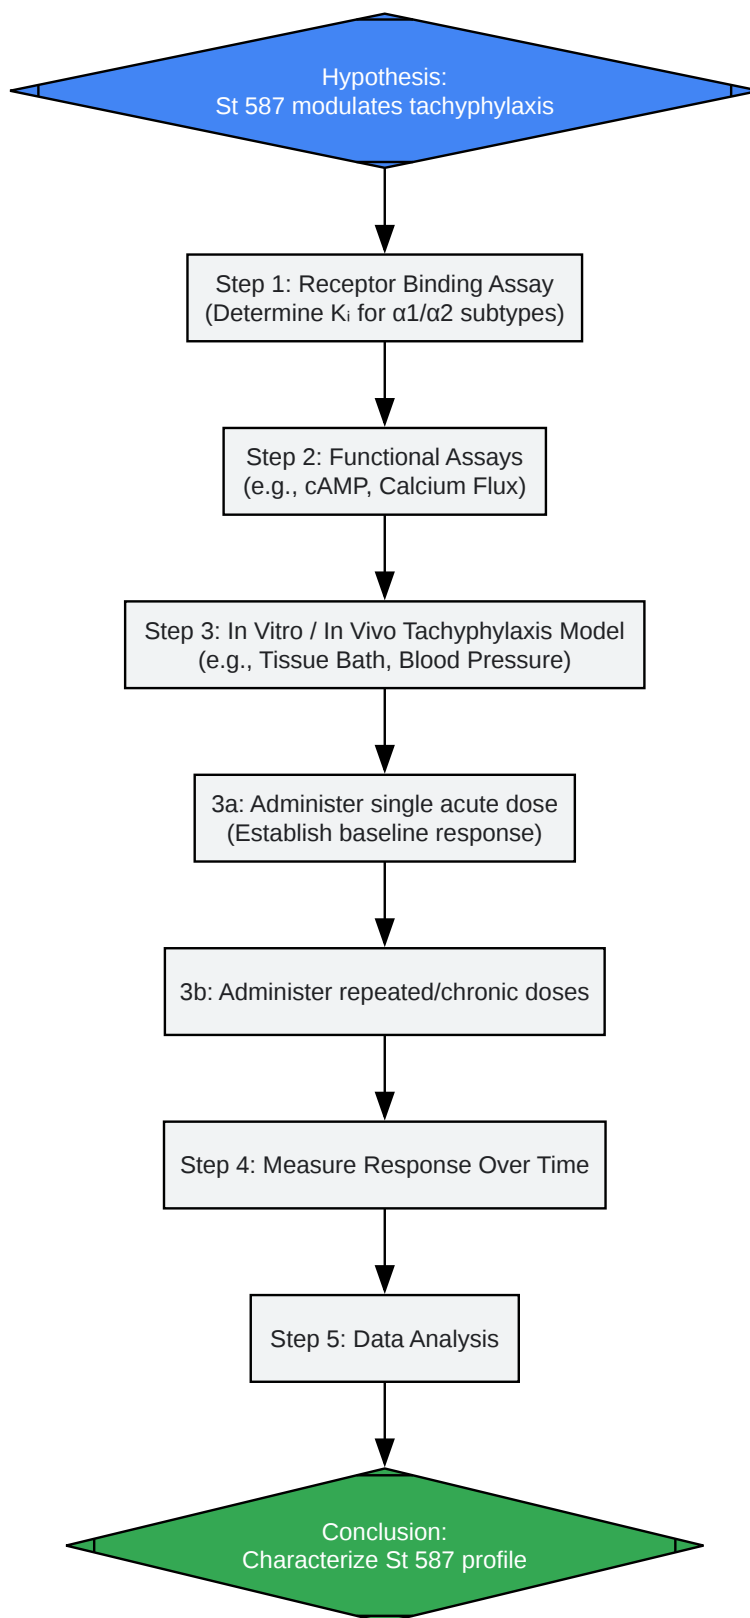 Hypothesis:
St 587 modulates tachyphylaxis
Step 1: Receptor Binding Assay
(Determine Kᵢ for α1/α2 subtypes)
Step 2: Functional Assays
(e.g., cAMP, Calcium Flux)
Step 3: In Vitro / In Vivo Tachyphylaxis Model
(e.g., Tissue Bath, Blood Pressure)
3a: Administer single acute dose
(Establish baseline response)
3b: Administer repeated/chronic doses
Step 4: Measure Response Over Time
Step 5: Data Analysis
Conclusion:
Characterize St 587 profile